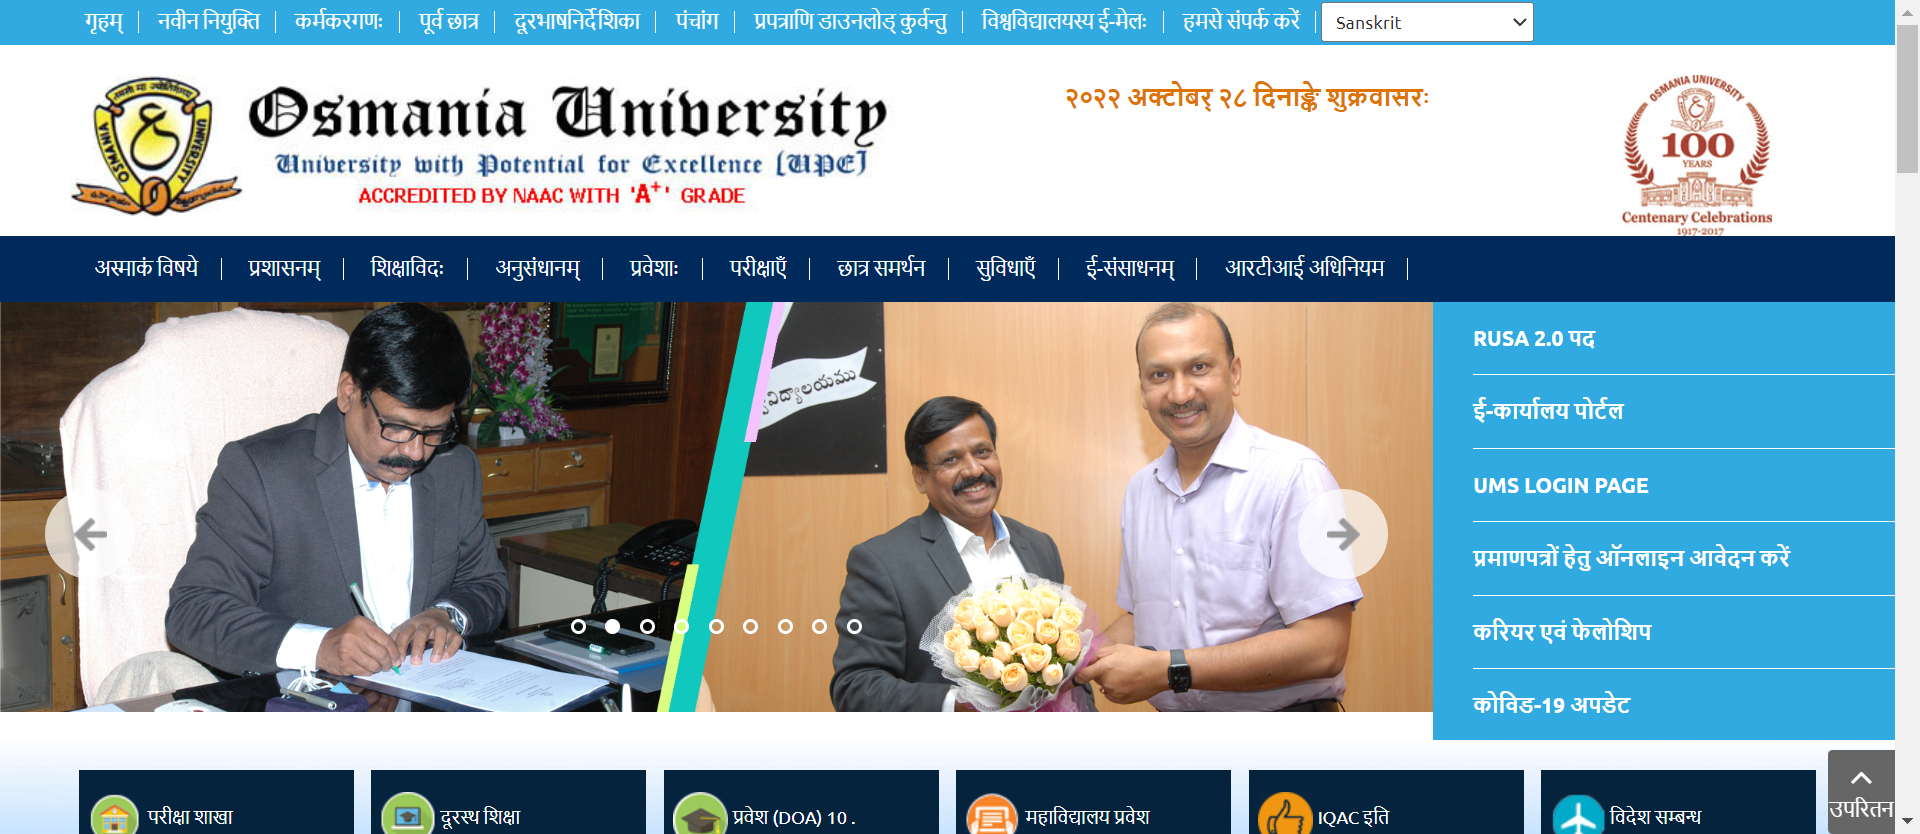 गृहम्
नवीन नियुक्ति
कर्मकरगणः
पूर्व छात्र
दूरभाषनिर्देशिका
पंचांग
प्रपत्राणि डाउनलोड् कुर्वन्तु
विश्वविद्यालयस्य ई-मेलः
हमसे संपर्क करें
Sanskrit
OSMANIA UNIVERSITY
Osmania University
University with Potential for Excellence (UPE)
ACCREDITED BY NAAC WITH 'A+' GRADE
२०२२ अक्टोबर् २८ दिनाङ्के शुक्रवासरः
OSMANIA UNIVERSITY
100
YEARS
Centenary Celebrations
1917-2017
अस्माकं विषये
प्रशासनम्
शिक्षाविदः
अनुसंधानम्
प्रवेशाः
परीक्षाएँ
छात्र समर्थन
सुविधाएँ
ई-संसाधनम्
आरटीआई अधिनियम
RUSA 2.0 पद
ई-कार्यालय पोर्टल
UMS LOGIN PAGE
प्रमाणपत्रों हेतु ऑनलाइन आवेदन करें
करियर एवं फेलोशिप
कोविड-19 अपडेट
परीक्षा शाखा
दूरस्थ शिक्षा
प्रवेश (DOA) 10 .
महाविद्यालय प्रवेश
IQAC इति
विदेश सम्बन्ध
उपरितन